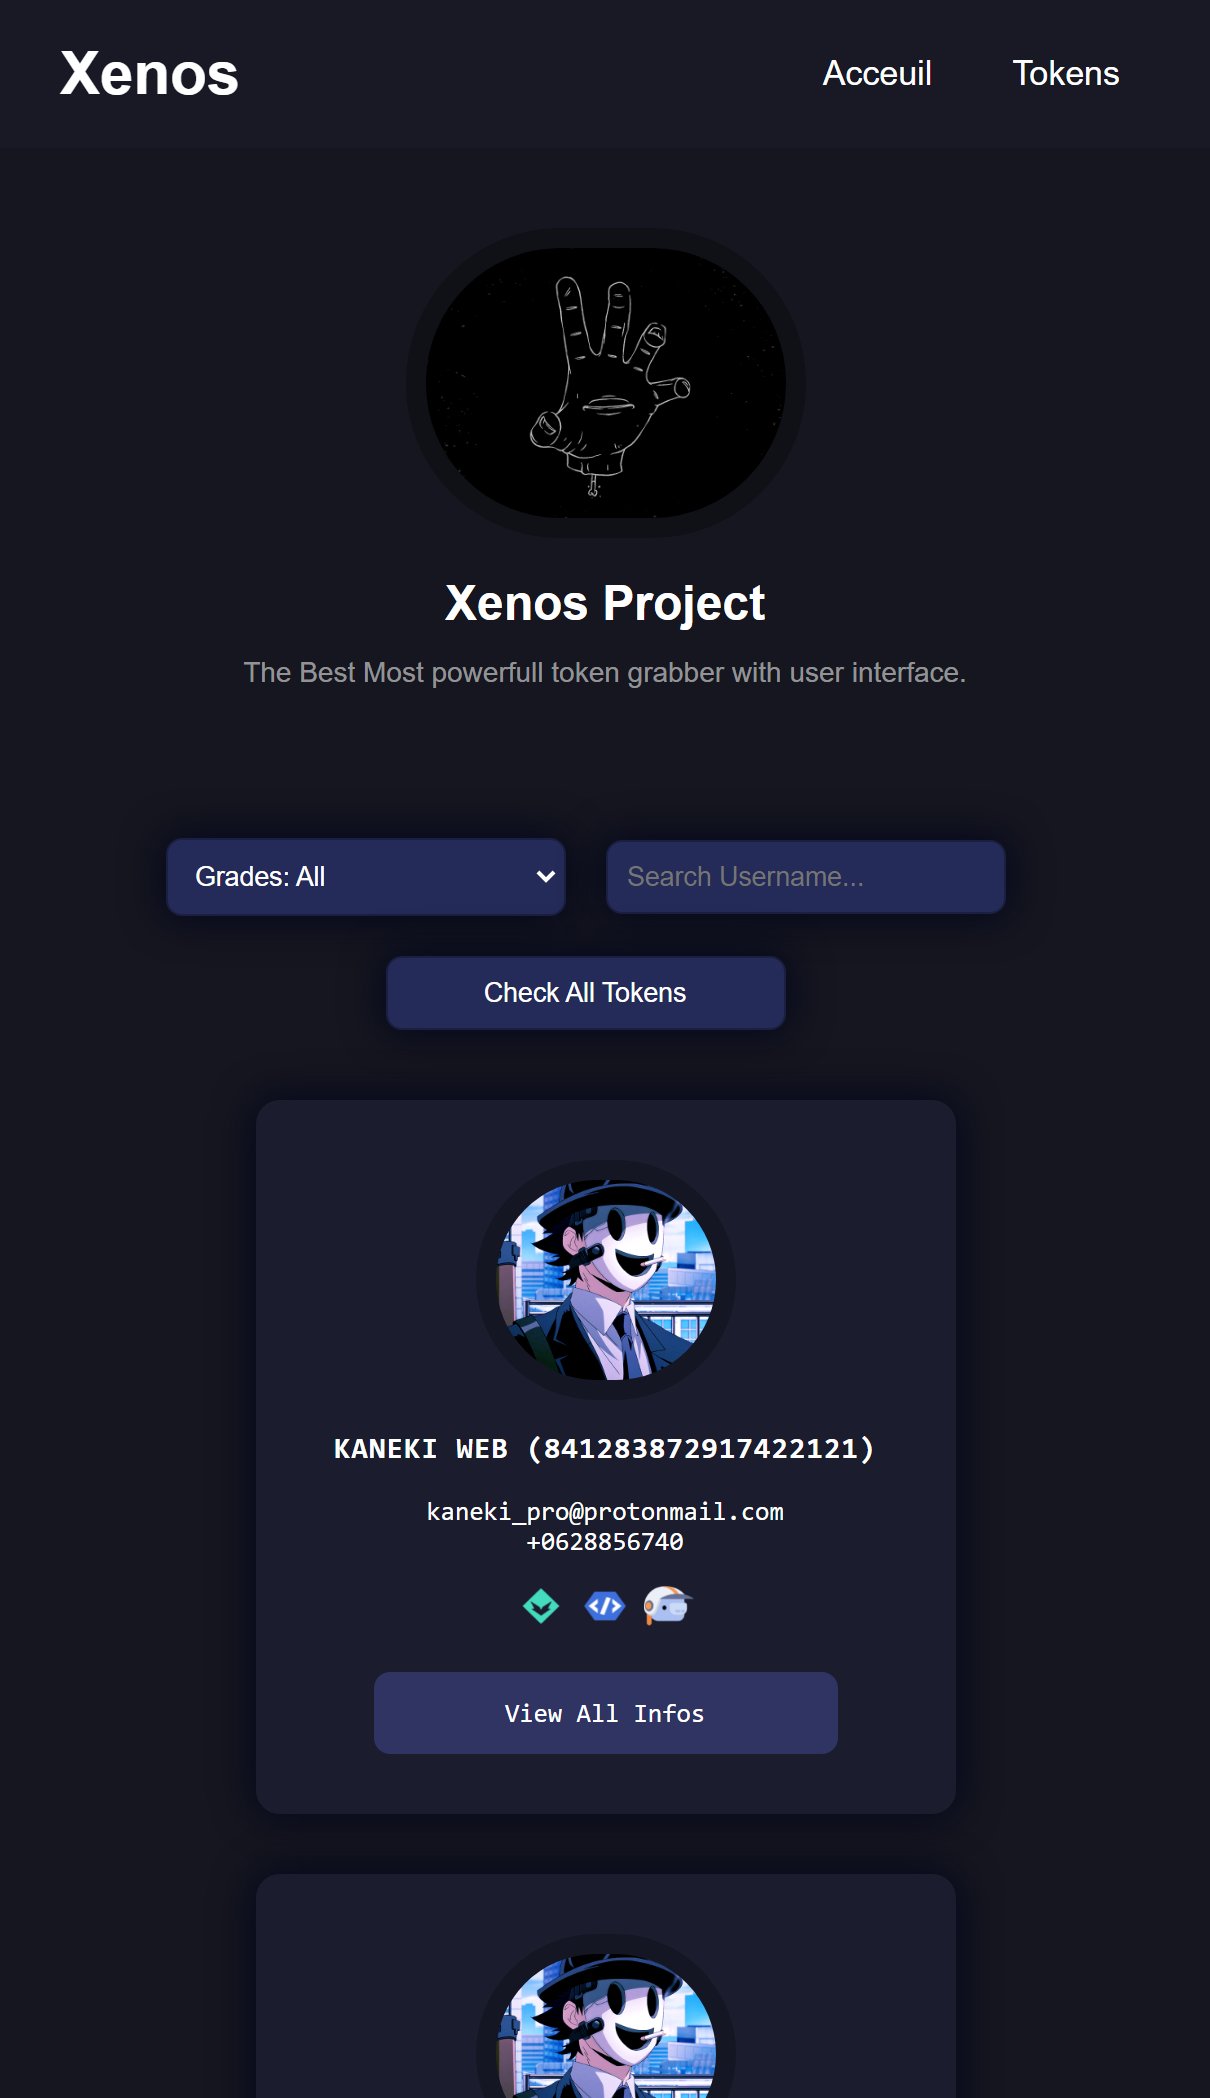 Xenos
Acceuil
Tokens
Xenos Project
The Best Most powerfull token grabber with user interface.
Grades: All
Search Username...
Check All Tokens
KANEKI WEB (841283872917422121)
kaneki_pro@protonmail.com
+0628856740
View All Infos